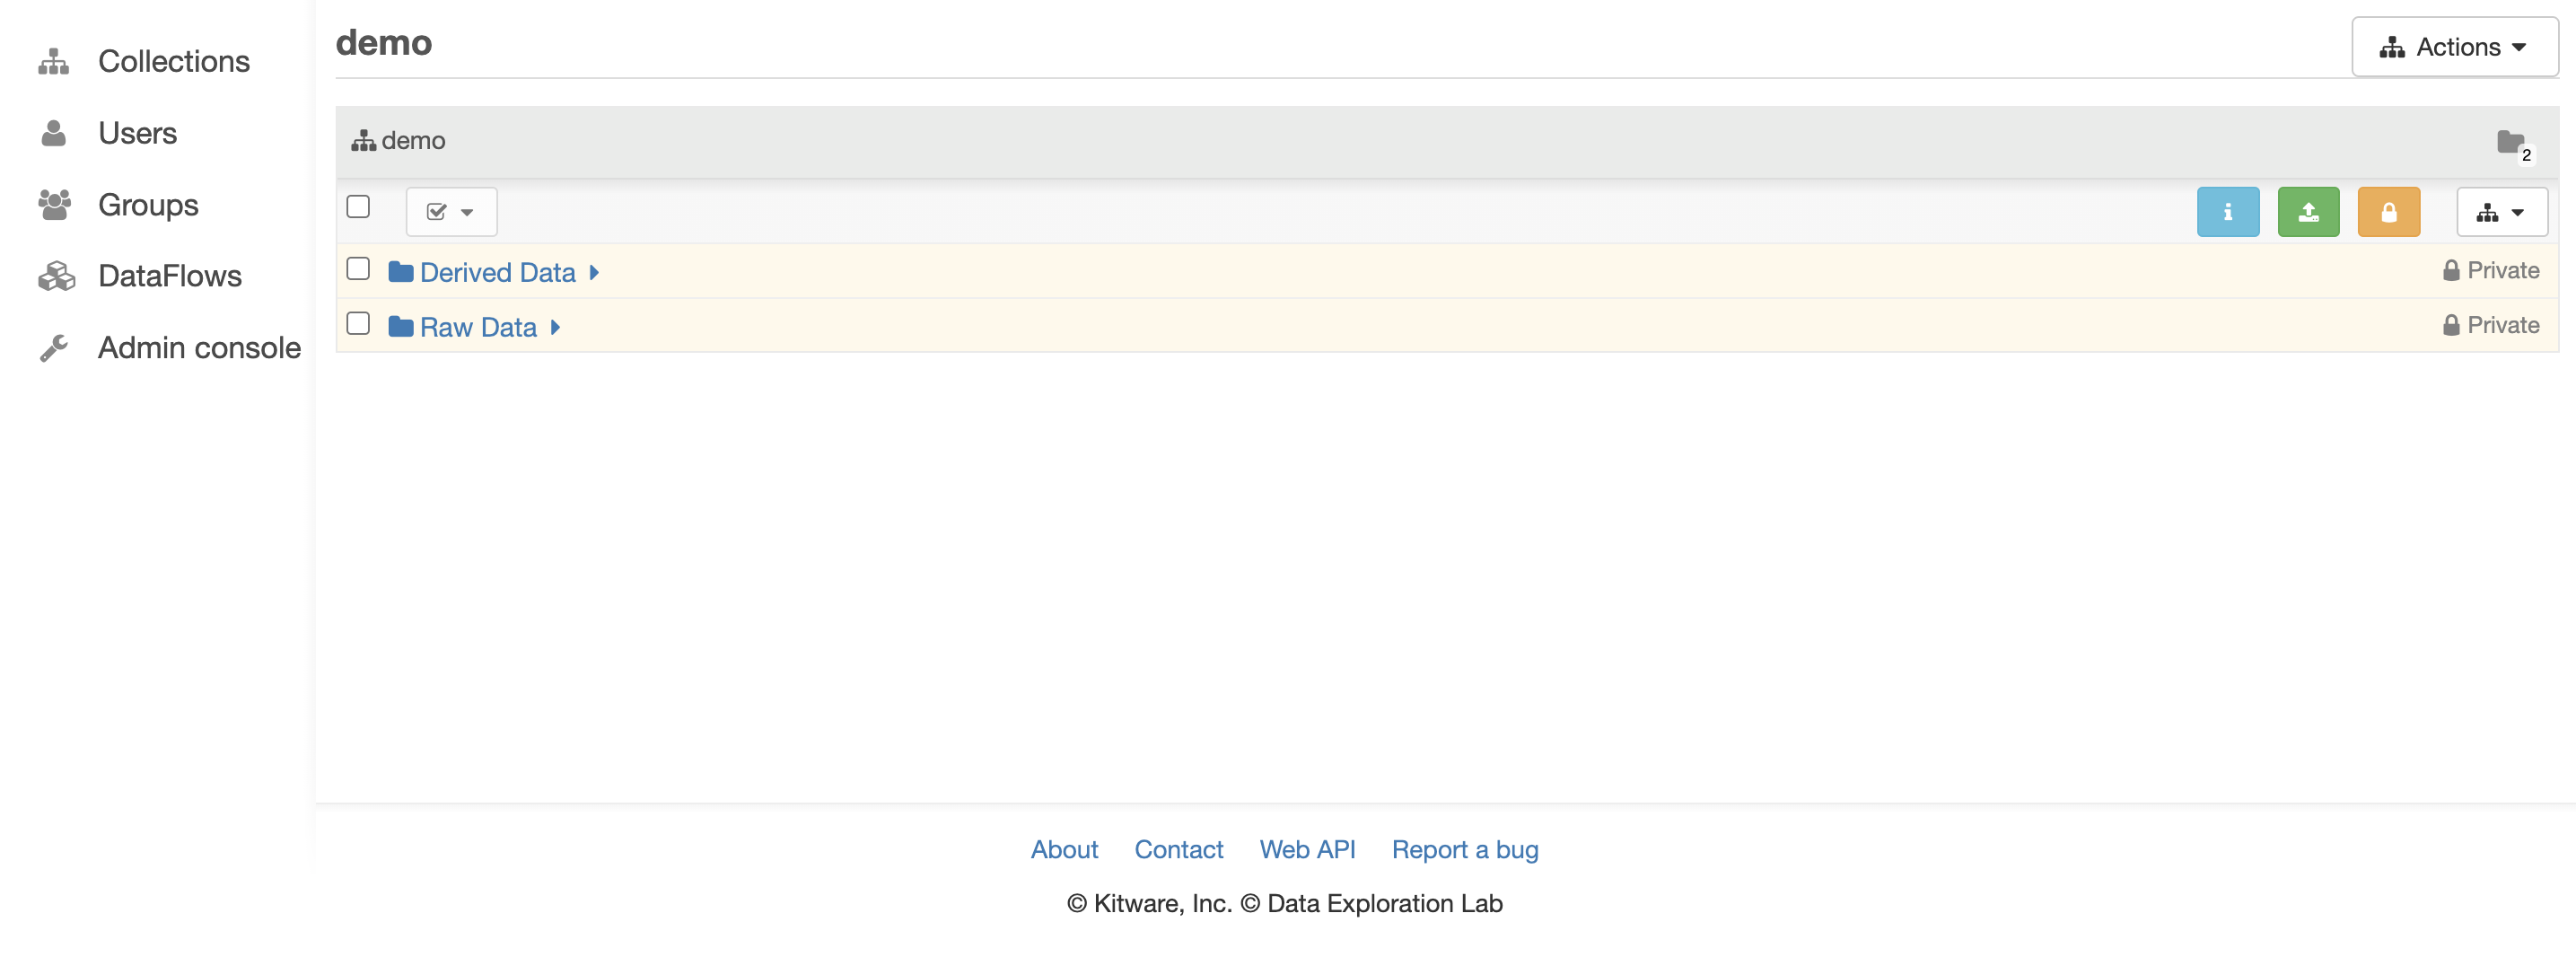 Collections
Users
Groups
DataFlows
Admin console
demo
Actions
demo
2
Derived Data
Private
Raw Data
Private
About Contact Web API Report a bug
© Kitware, Inc. © Data Exploration Lab